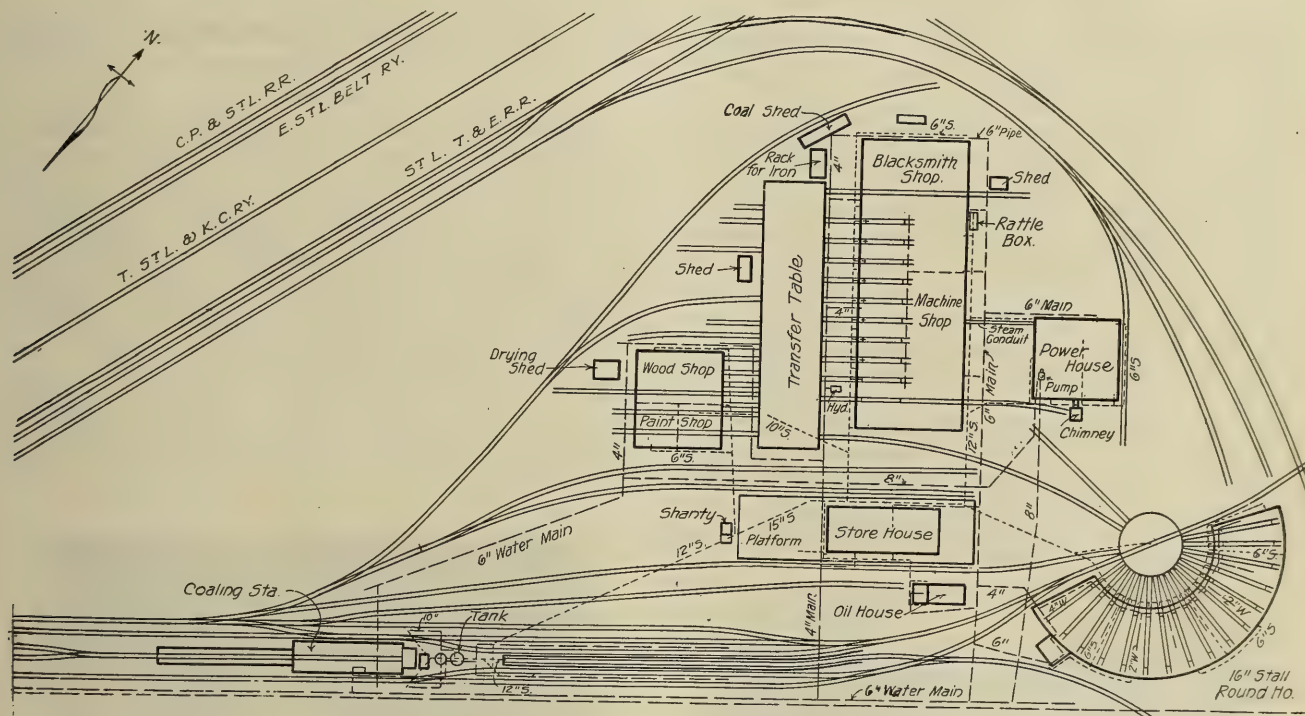 N.
C.P. & ST.L. R.R.
E. ST.L. BELT RY.
T. ST.L. & K.C. RY.
ST. L. T. & E. R.R.
Coal Shed
6"S.
6"Pipe
Rack
for Iron
4"
Blacksmith
Shop.
Shed
Rattle
Box.
Shed
Transfer Table
4"
Machine
Shop
6" Main
Steam
Conduit
Power
House
6"S
Pump
Chimney
Drying
Shed
Wood Shop
Paint Shop
6"S.
4"
Hyd.
10"S.
6" Main
12"S.
8"
8"
Shanty
15"S
Platform
Store House
6" Water Main
12"S.
Coaling Sta.
10"
Tank
12"S.
4" Main
Oil House
4"
6"
6" Water Main
4"W
6"S
2"W
2"W
6"S.
6"S
16" Stall
Round Ho.